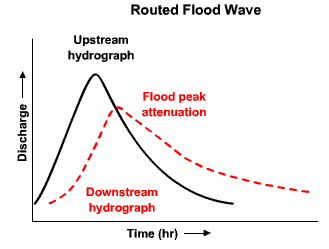 Routed Flood Wave
Upstream
hydrograph
Flood peak
attenuation
Discharge
Downstream
hydrograph
Time (hr)